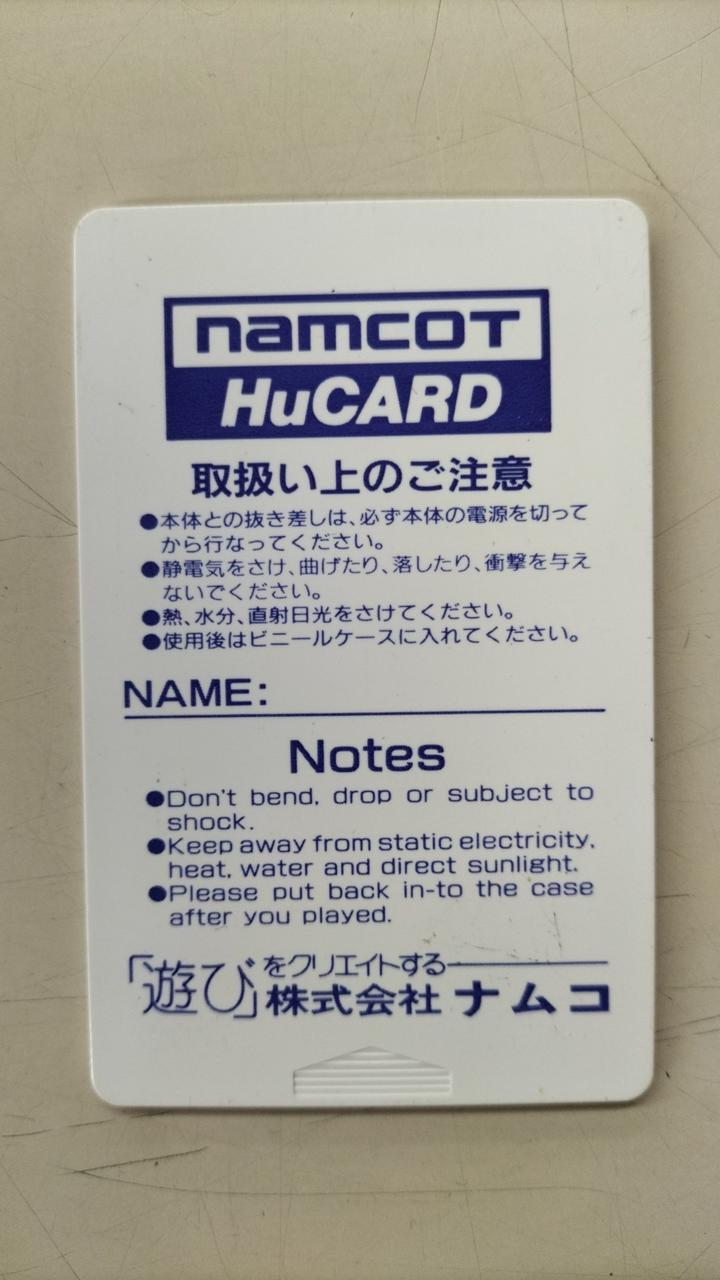 namcot
HuCARD
取扱い上のご注意
●本体との抜き差しは、必ず本体の電源を切って
から行なってください。
●静電気をさけ、曲げたり、落したり、衝撃を与え
ないでください。
●熱、水分、直射日光をさけてください。
●使用後はビニールケースに入れてください。
NAME:
Notes
●Don't bend, drop or subject to
shock.
●Keep away from static electricity,
heat, water and direct sunlight.
●Please put back in-to the case
after you played.
「遊び」をクリエイトする
株式会社ナムコ